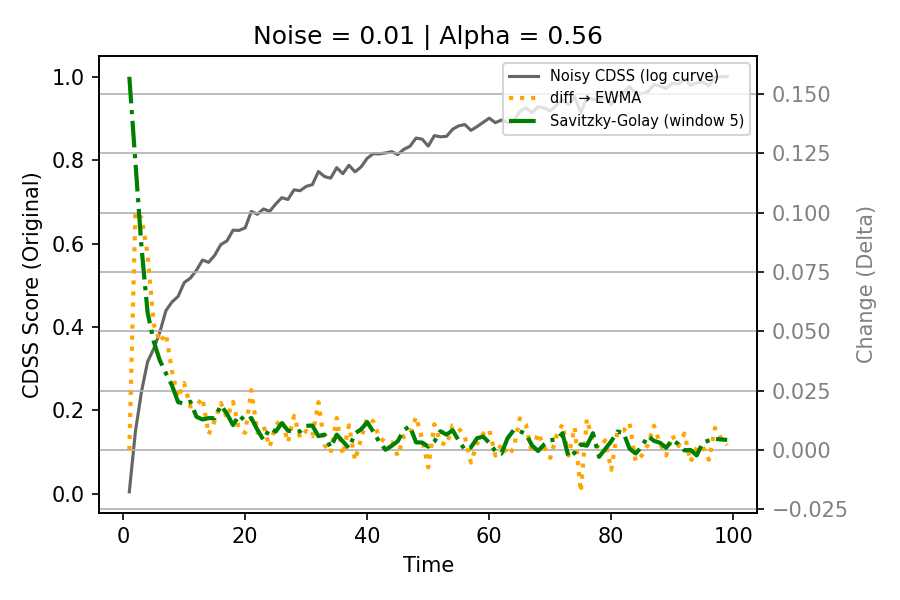 Noise = 0.01 | Alpha = 0.56
Noisy CDSS (log curve)
diff → EWMA
Savitzky-Golay (window 5)
CDSS Score (Original)
1.0
0.8
0.6
0.4
0.2
0.0
0.150
0.125
0.100
0.075
0.050
0.025
0.000
−0.025
Change (Delta)
0 20 40 60 80 100
Time